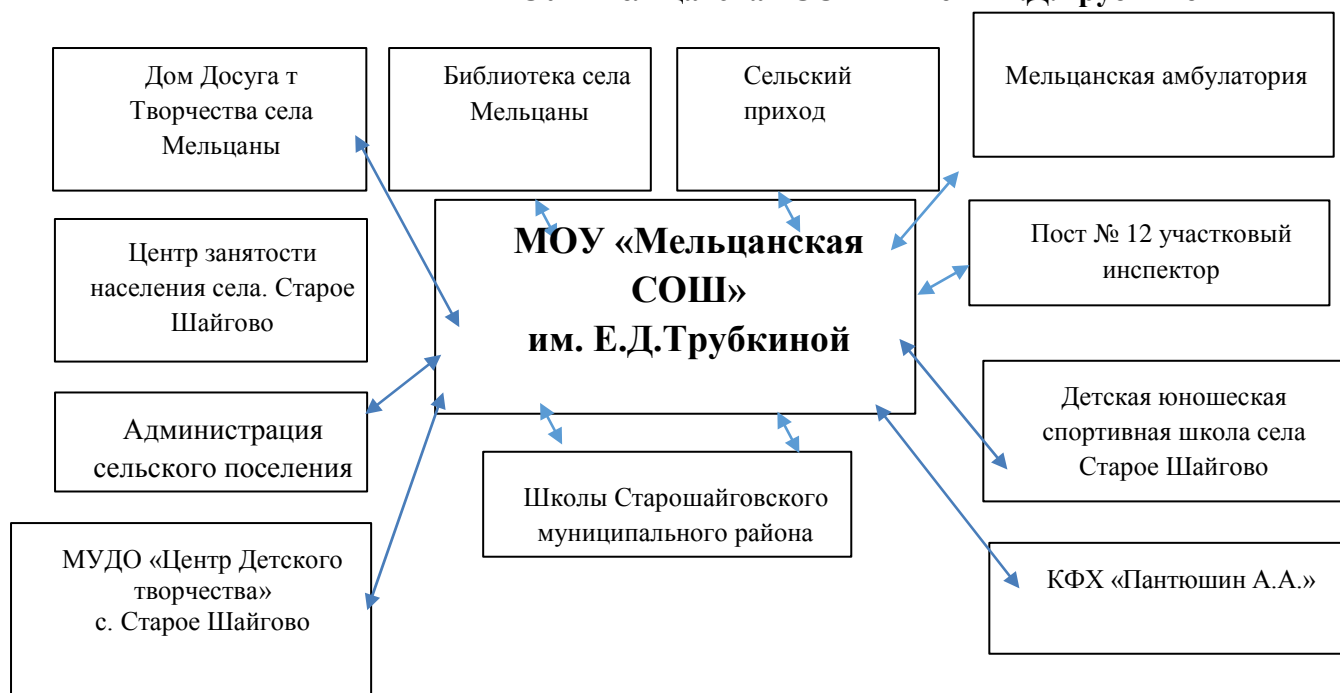 Дом Досуга т
Творчества села
Мельцаны
Библиотека села
Мельцаны
Сельский
приход
Мельцанская амбулатория
Центр занятости
населения села. Старое
Шайгово
МОУ «Мельцанская
СОШ»
им. Е.Д.Трубкиной
Пост № 12 участковый
инспектор
Администрация
сельского поселения
Детская юношеская
спортивная школа села
Старое Шайгово
Школы Старошайговского
муниципального района
МУДО «Центр Детского
творчества»
с. Старое Шайгово
КФХ «Пантюшин А.А.»